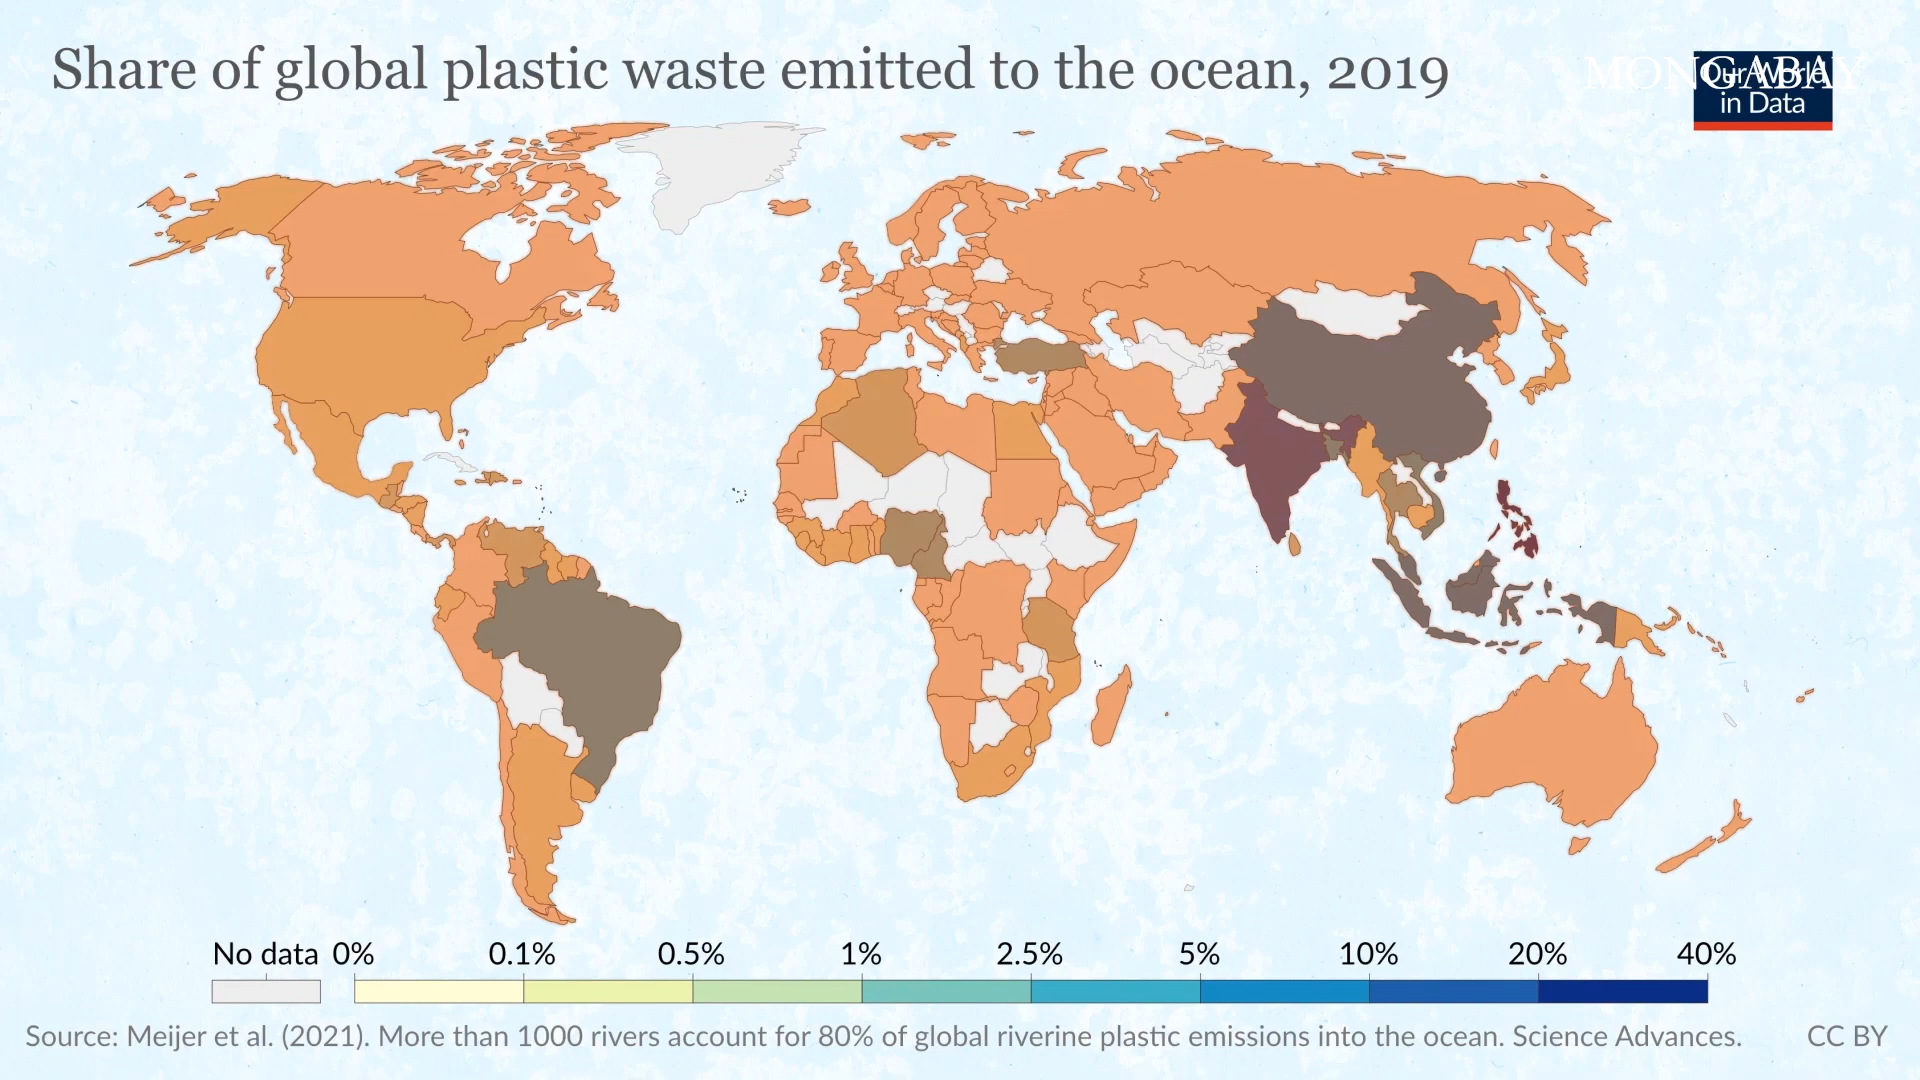 Share of global plastic waste emitted to the ocean, 2019
MONGABAY
Our World
in Data
No data 0% 0.1% 0.5% 1% 2.5% 5% 10% 20% 40%
Source: Meijer et al. (2021). More than 1000 rivers account for 80% of global riverine plastic emissions into the ocean. Science Advances. CC BY